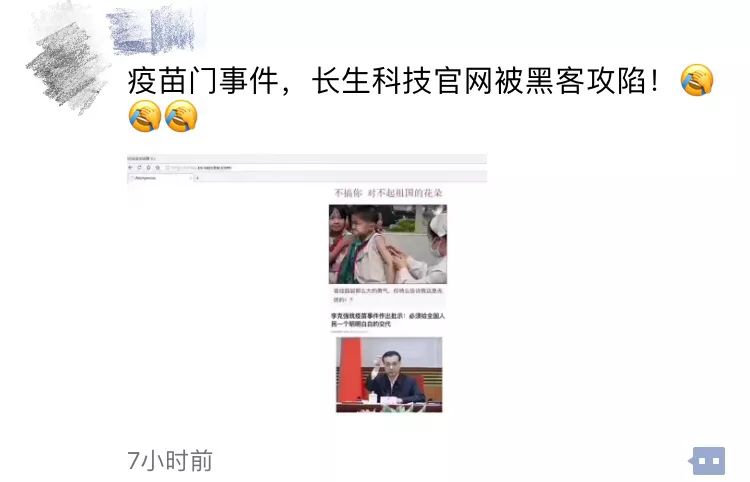 疫苗门事件，长生科技官网被黑客攻陷！
不搞你 对不起祖国的花朵
李克强就疫苗事件作出批示：必须给全国人
民一个明明白白的交代
7小时前